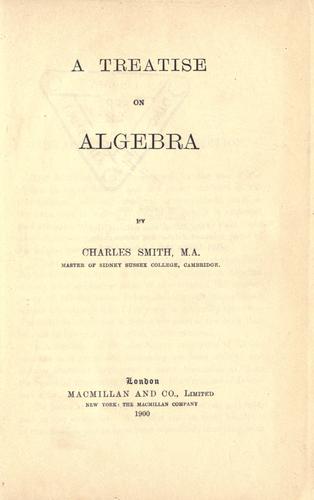 A TREATISE
ON
ALGEBRA
BY
CHARLES SMITH, M.A.
MASTER OF SIDNEY SUSSEX COLLEGE, CAMBRIDGE.
London
MACMILLAN AND CO., LIMITED
NEW YORK: THE MACMILLAN COMPANY
1900